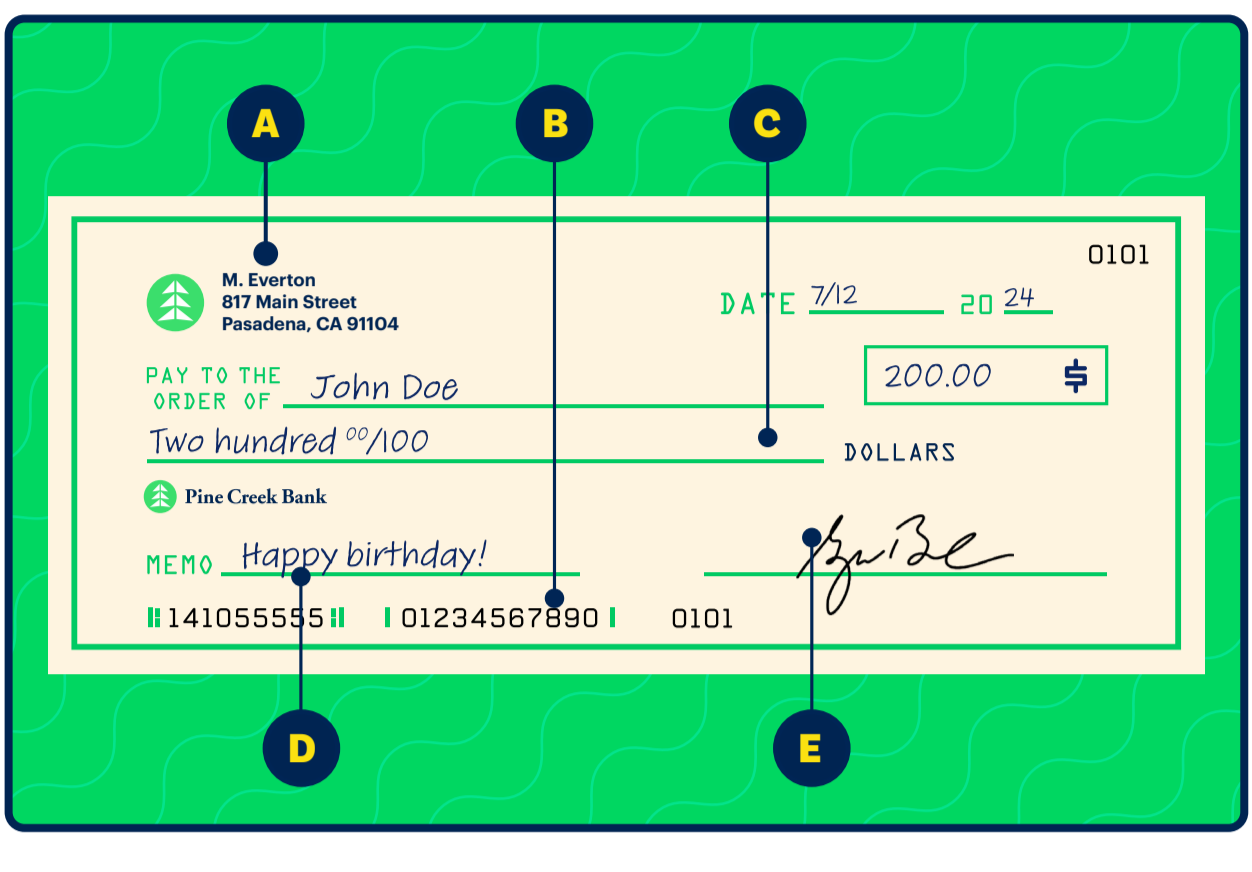 A B C
0101
M. Everton
817 Main Street
Pasadena, CA 91104
DATE 7/12 20 24
PAY TO THE
ORDER OF John Doe
200.00 $
Two hundred 00/100 DOLLARS
Pine Creek Bank
MEMO Happy birthday!
141055555 01234567890 0101
D E